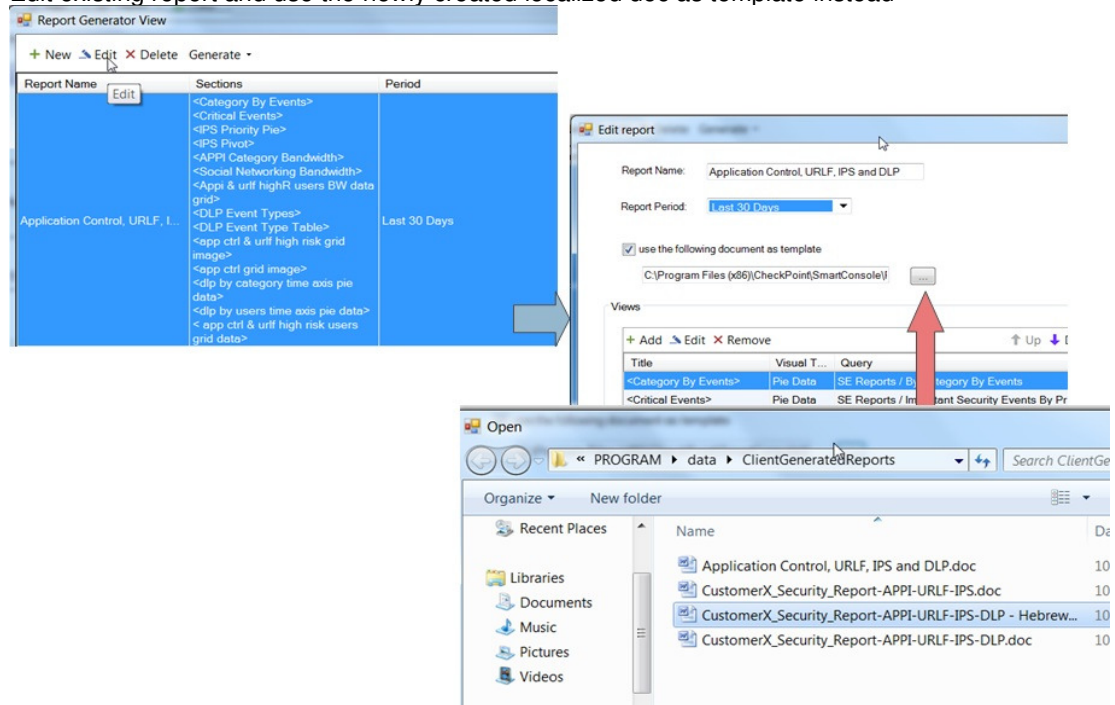 Edit existing report and use the newly created localized doc as template instead
Report Generator View
+ New Edit × Delete Generate
Report Name Sections Period
Edit
<Category By Events>
<Critical Events>
<IPS Priority Pie>
<IPS Pivot>
<APPI Category Bandwidth>
<Social Networking Bandwidth>
<Appi & urlf highR users BW data
grid>
<DLP Event Types>
Application Control, URLF, I... <DLP Event Type Table> Last 30 Days
<app ctrl & urlf high risk grid
image>
<app ctrl grid image>
<dlp by category time axis pie
data>
<dlp by users time axis pie data>
< app ctrl & urlf high risk users
grid data>
Edit report
Report Name: Application Control, URLF, IPS and DLP
Report Period: Last 30 Days
use the following document as template
C:\Program Files (x86)\CheckPoint\SmartConsole\ ...
Views
+ Add Edit × Remove Up
Title Visual T... Query
<Category By Events> Pie Data SE Reports / By Category By Events
<Critical Events> Pie Data SE Reports / Important Security Events By Pr
Open
« PROGRAM data ClientGeneratedReports Search ClientGe
Organize New folder
Recent Places
Libraries
Documents
Music
Pictures
Videos
Name Da
Application Control, URLF, IPS and DLP.doc 10
CustomerX_Security_Report-APPI-URLF-IPS.doc 10
CustomerX_Security_Report-APPI-URLF-IPS-DLP - Hebrew... 10
CustomerX_Security_Report-APPI-URLF-IPS-DLP.doc 10